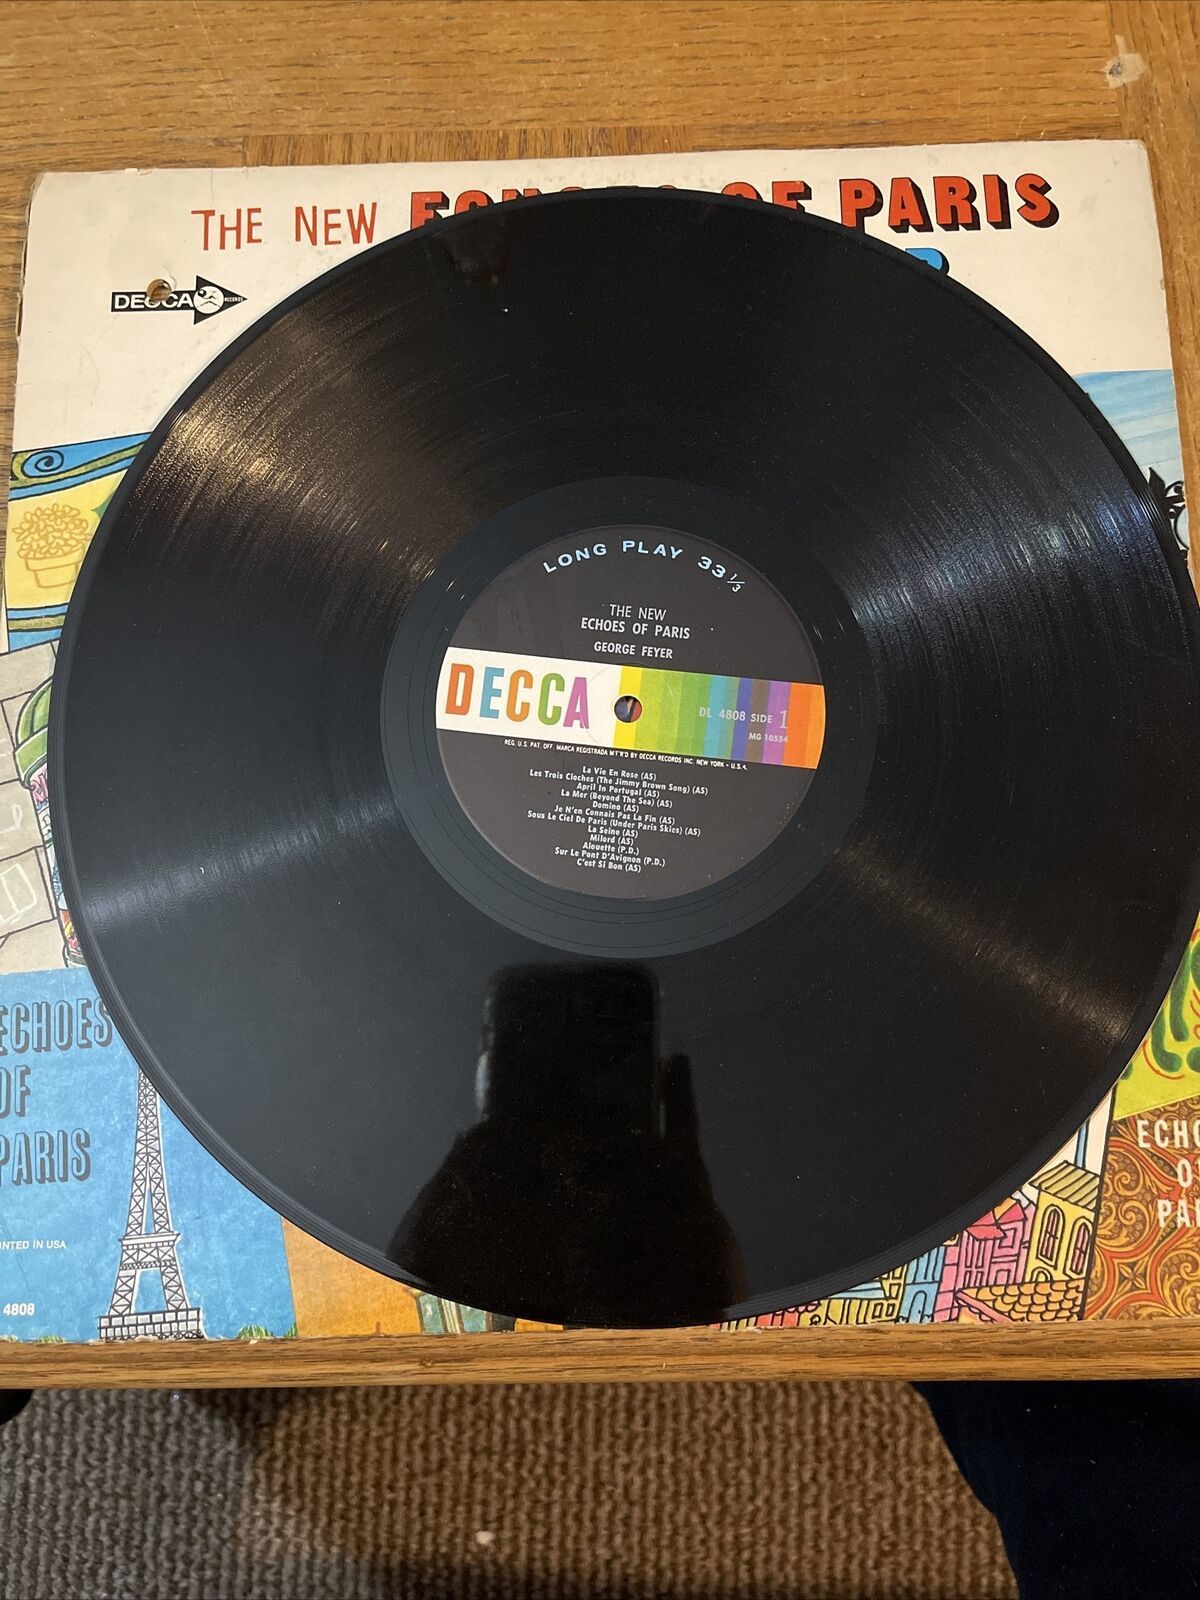 THE NEW OF PARIS
DECCA RECORDS
LONG PLAY 33 1/3
THE NEW
ECHOES OF PARIS
GEORGE FEYER
DECCA
DL 4808 SIDE 1
MG 10554
REG. U.S. PAT. OFF. MARCA REGISTRADA M'F'R'D BY DECCA RECORDS INC. NEW YORK - U.S.A.
La Vie En Rose (AS)
Les Trois Cloches (The Jimmy Brown Song) (AS)
April In Portugal (AS)
La Mer (Beyond The Sea) (AS)
Domino (AS)
Je N'en Connais Pas La Fin (AS)
Sous Le Ciel De Paris (Under Paris Skies) (AS)
La Seine (AS)
Milord (AS)
Alouette (P.D.)
Sur Le Pont D'Avignon (P.D.)
C'est Si Bon (AS)
ECHOES
OF
PARIS
INTED IN USA
4808
ECHO
O
PA